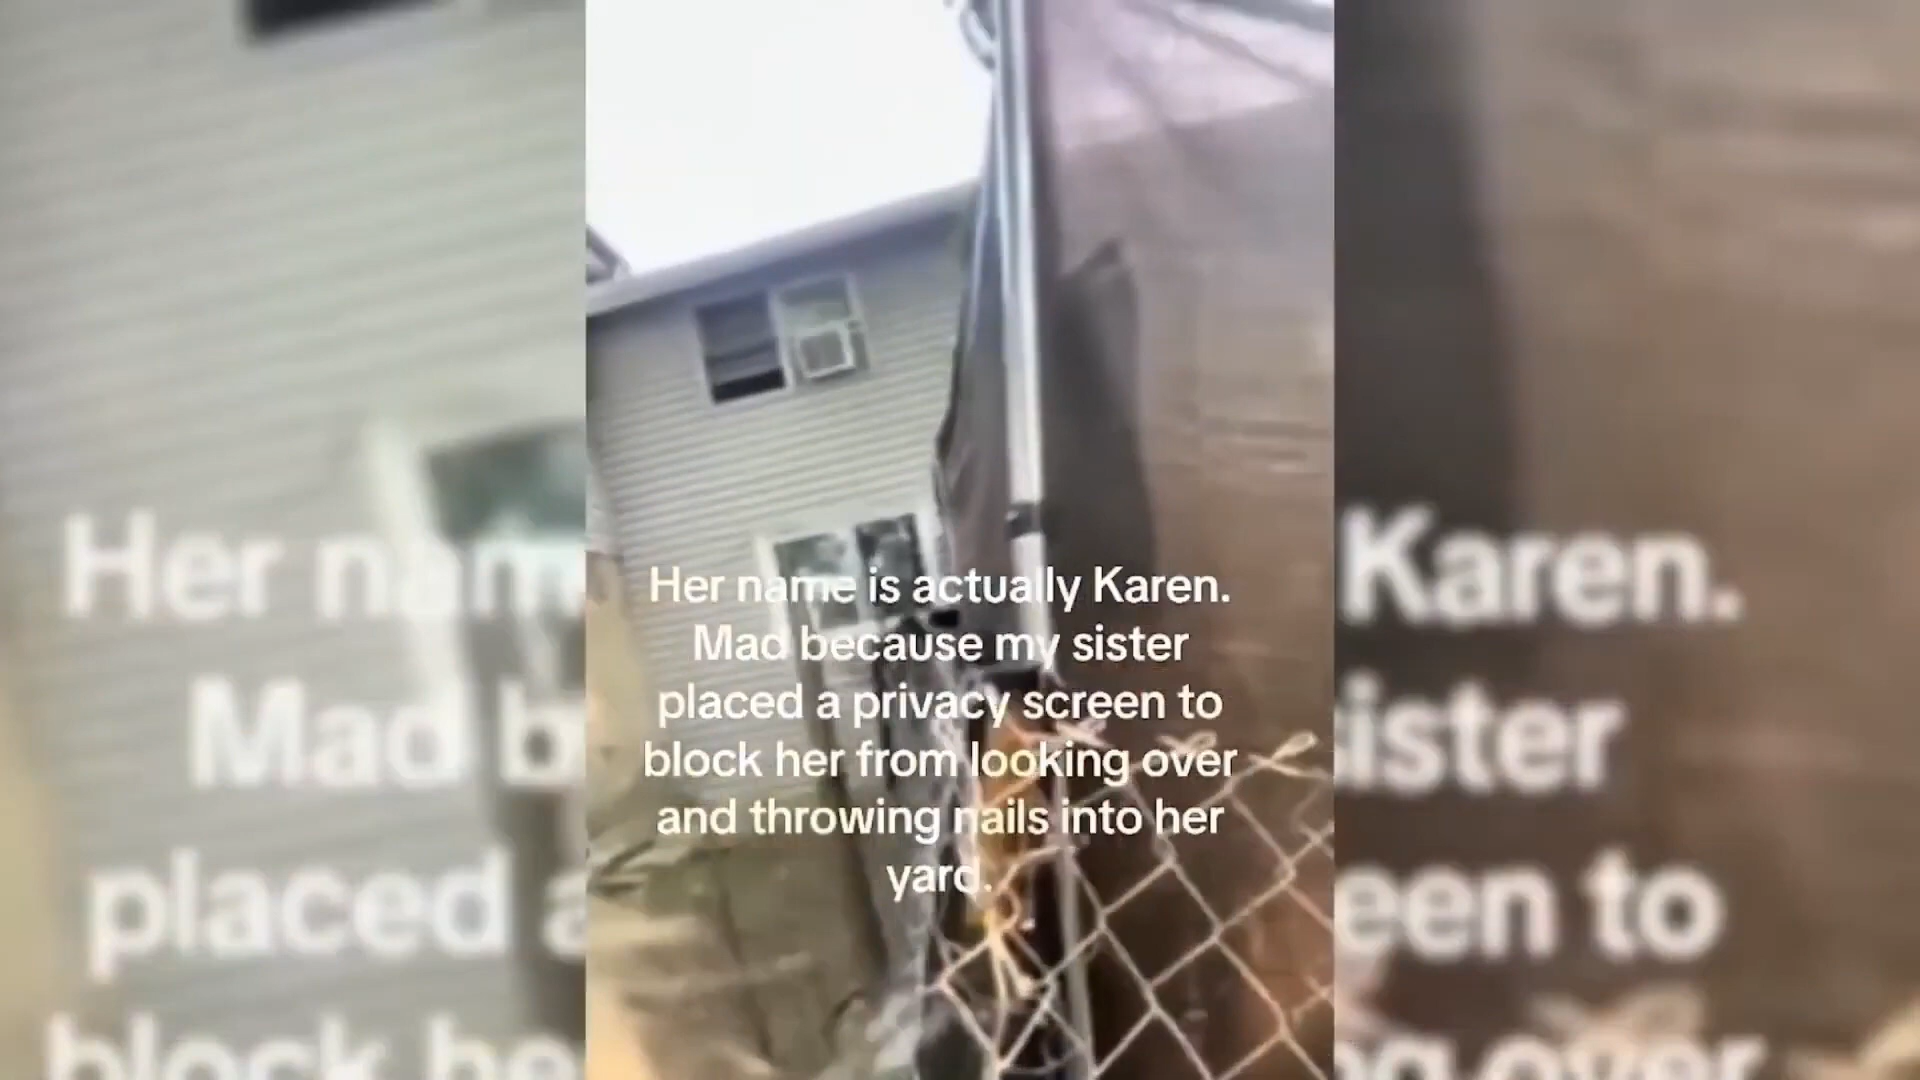 Her name is actually Karen.
Mad because my sister
placed a privacy screen to
block her from looking over
and throwing nails into her
yard.